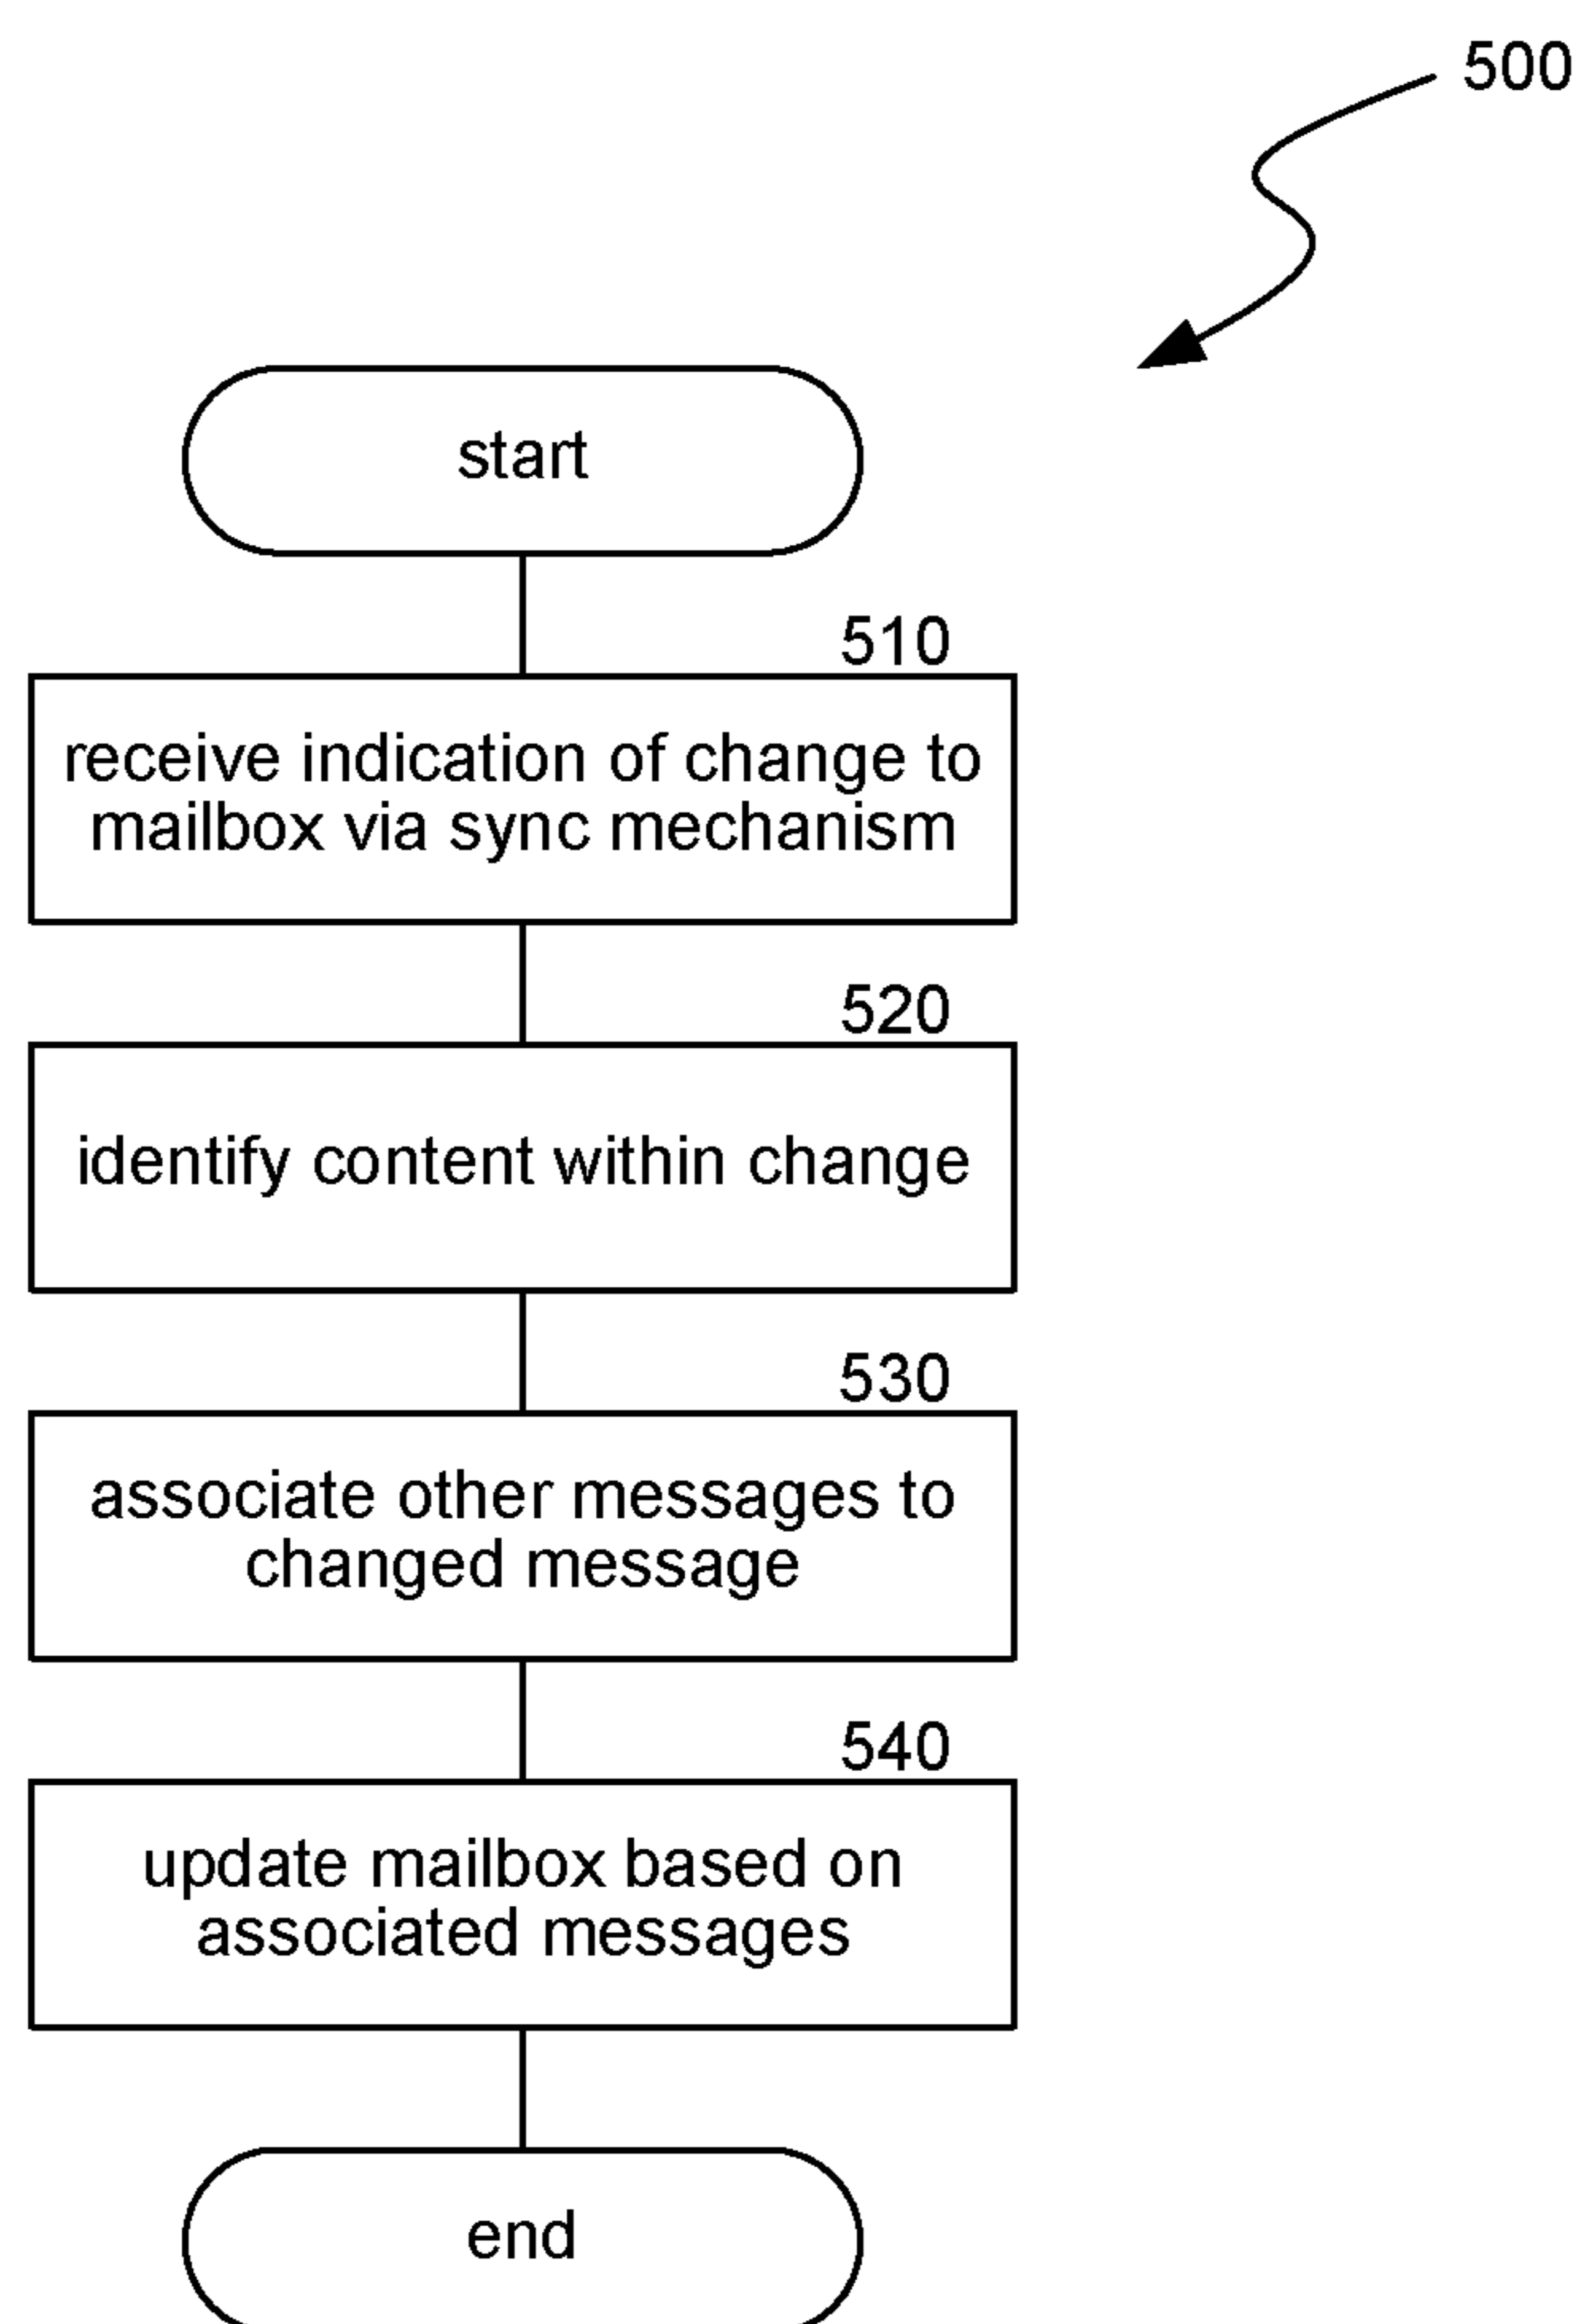 500
start
510
receive indication of change to
mailbox via sync mechanism
520
identify content within change
530
associate other messages to
changed message
540
update mailbox based on
associated messages
end